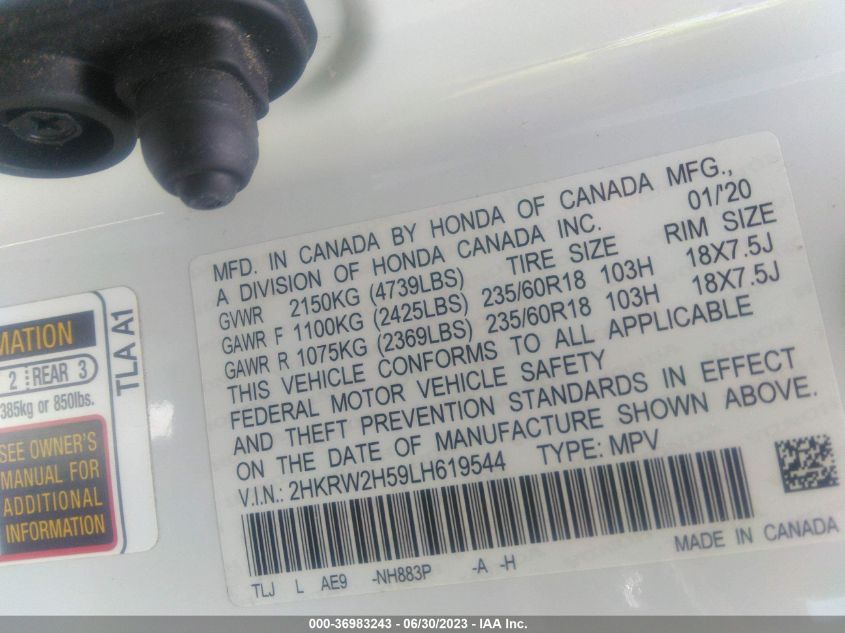 MFD. IN CANADA BY HONDA OF CANADA MFG.,
A DIVISION OF HONDA CANADA INC. 01/'20
GVWR 2150KG (4739LBS) TIRE SIZE RIM SIZE
GAWR F 1100KG (2425LBS) 235/60R18 103H 18X7.5J
GAWR R 1075KG (2369LBS) 235/60R18 103H 18X7.5J
THIS VEHICLE CONFORMS TO ALL APPLICABLE
FEDERAL MOTOR VEHICLE SAFETY
AND THEFT PREVENTION STANDARDS IN EFFECT
ON THE DATE OF MANUFACTURE SHOWN ABOVE.
V.I.N.: 2HKRW2H59LH619544 TYPE: MPV
MADE IN CANADA
TLJ L AE9 -NH883P -A -H
MATION
2 REAR 3
385kg or 850lbs.
SEE OWNER'S
MANUAL FOR
ADDITIONAL
INFORMATION
TLA A1
000-36983243 - 06/30/2023 - IAA Inc.